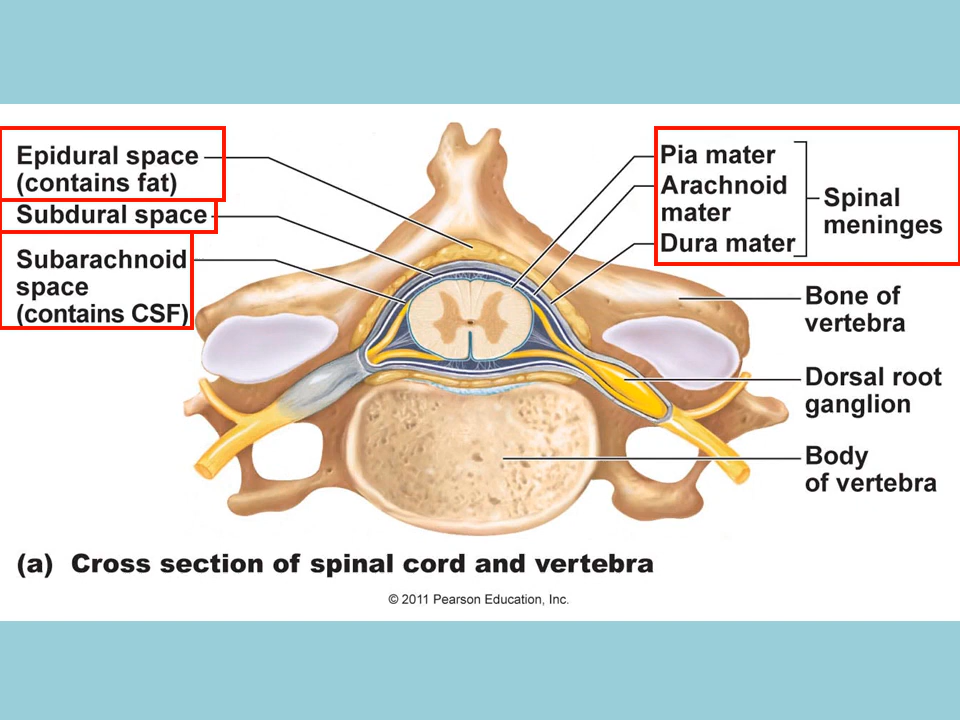 Epidural space
(contains fat)
Subdural space
Subarachnoid
space
(contains CSF)
Pia mater
Arachnoid
mater
Dura mater
Spinal
meninges
Bone of
vertebra
Dorsal root
ganglion
Body
of vertebra
(a) Cross section of spinal cord and vertebra
© 2011 Pearson Education, Inc.